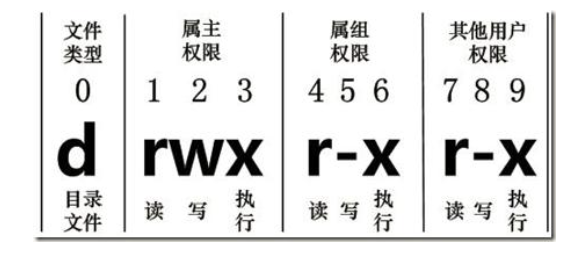 文件 属主 属组 其他用户
类型 权限 权限 权限
0 1 2 3 4 5 6 7 8 9
d rwx r-x r-x
目录 读 写 执 读 写 执 读 写 执
文件 行 行 行